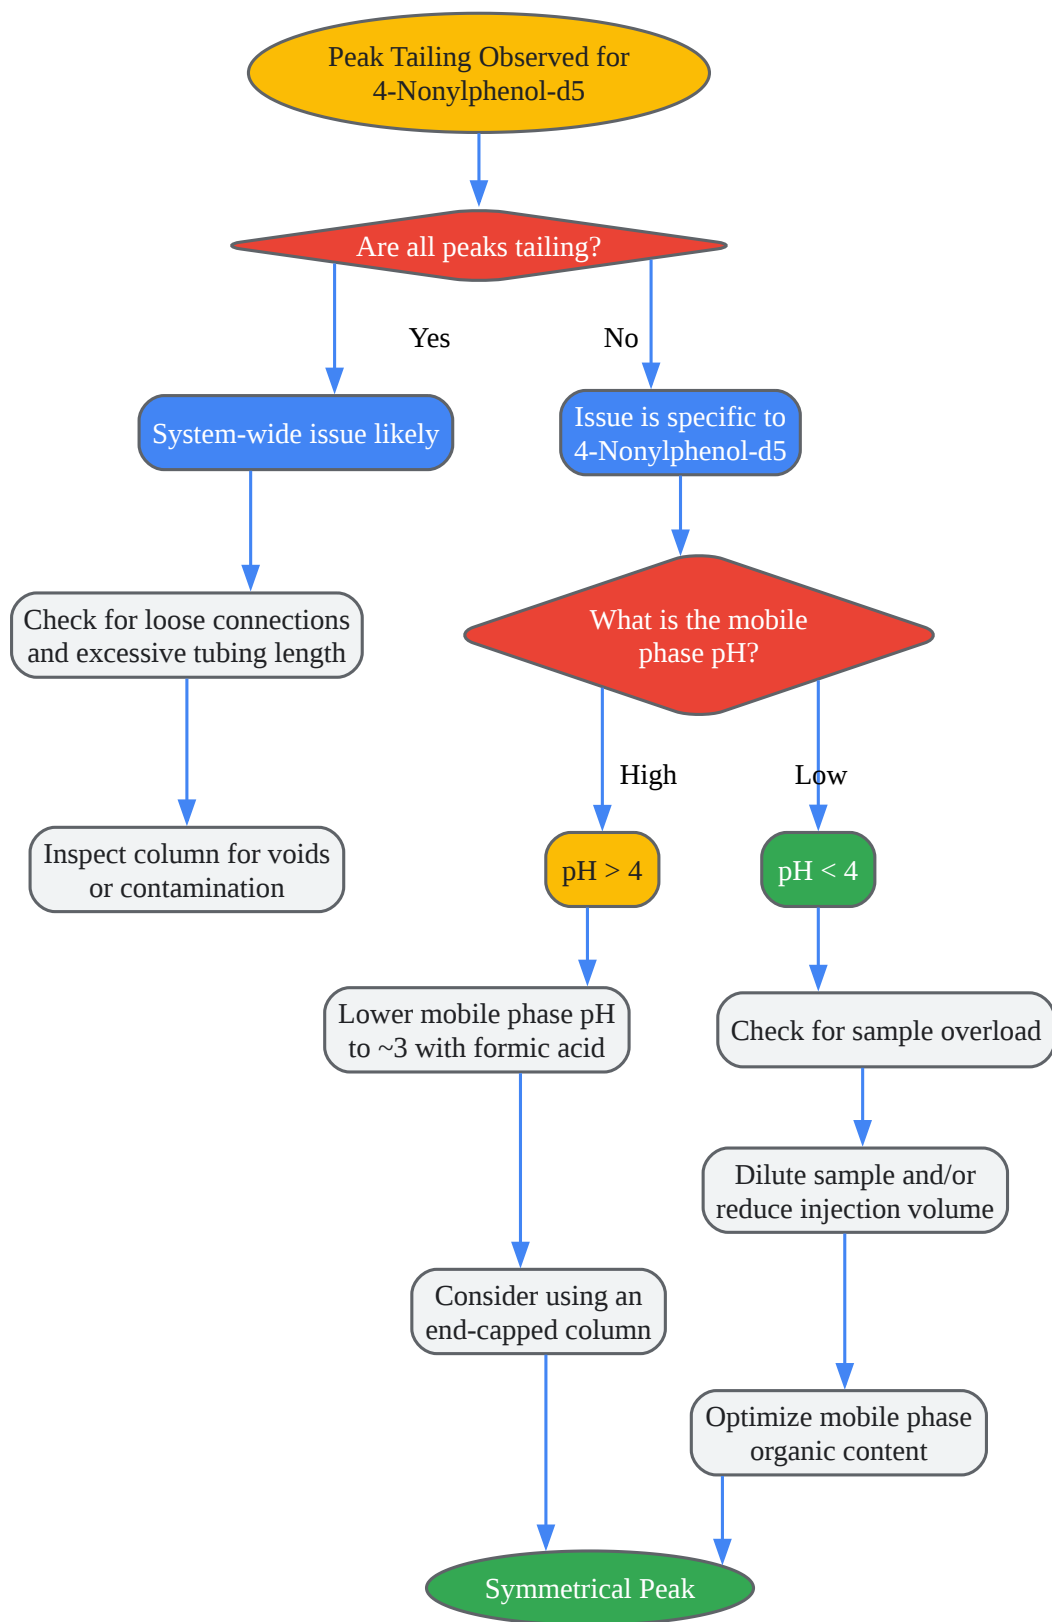 Peak Tailing Observed for
4-Nonylphenol-d5
Are all peaks tailing?
Yes
No
System-wide issue likely
Issue is specific to
4-Nonylphenol-d5
Check for loose connections
and excessive tubing length
What is the mobile
phase pH?
High
Low
Inspect column for voids
or contamination
pH > 4
pH < 4
Lower mobile phase pH
to ~3 with formic acid
Check for sample overload
Dilute sample and/or
reduce injection volume
Consider using an
end-capped column
Optimize mobile phase
organic content
Symmetrical Peak